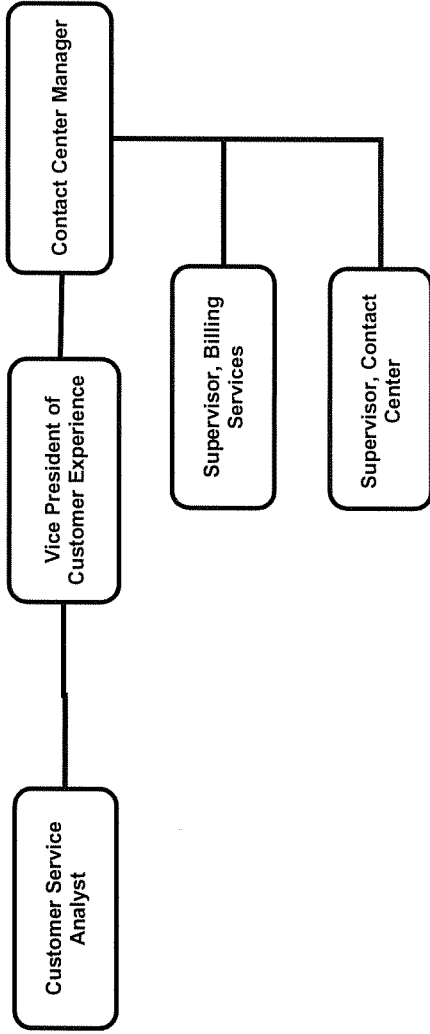 Customer Service
Analyst
Vice President of
Customer Experience
Contact Center Manager
Supervisor, Billing
Services
Supervisor, Contact
Center